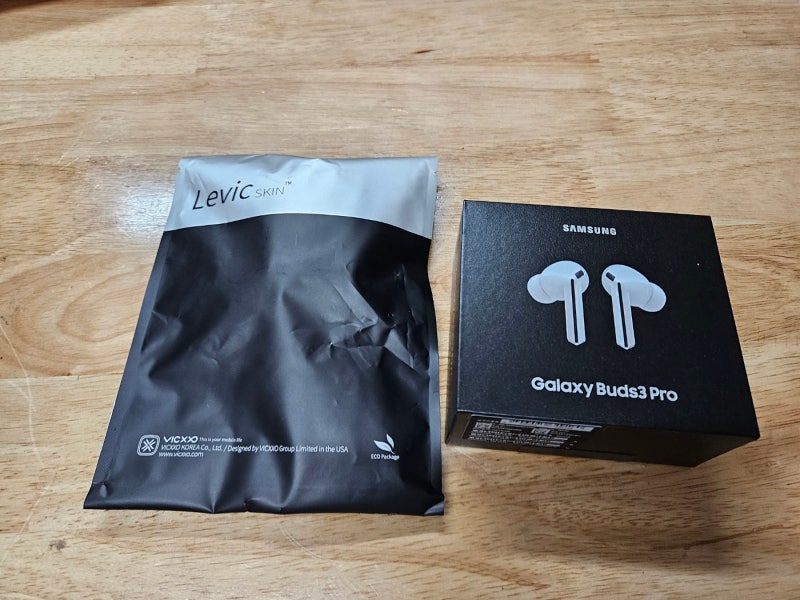 Levic SKIN™
VICXXO This is your mobile life
VICXXO KOREA Co., Ltd. / Designed by VICXXO Group Limited in the USA
www.vicxxo.com
ECO Package
SAMSUNG
Galaxy Buds3 Pro